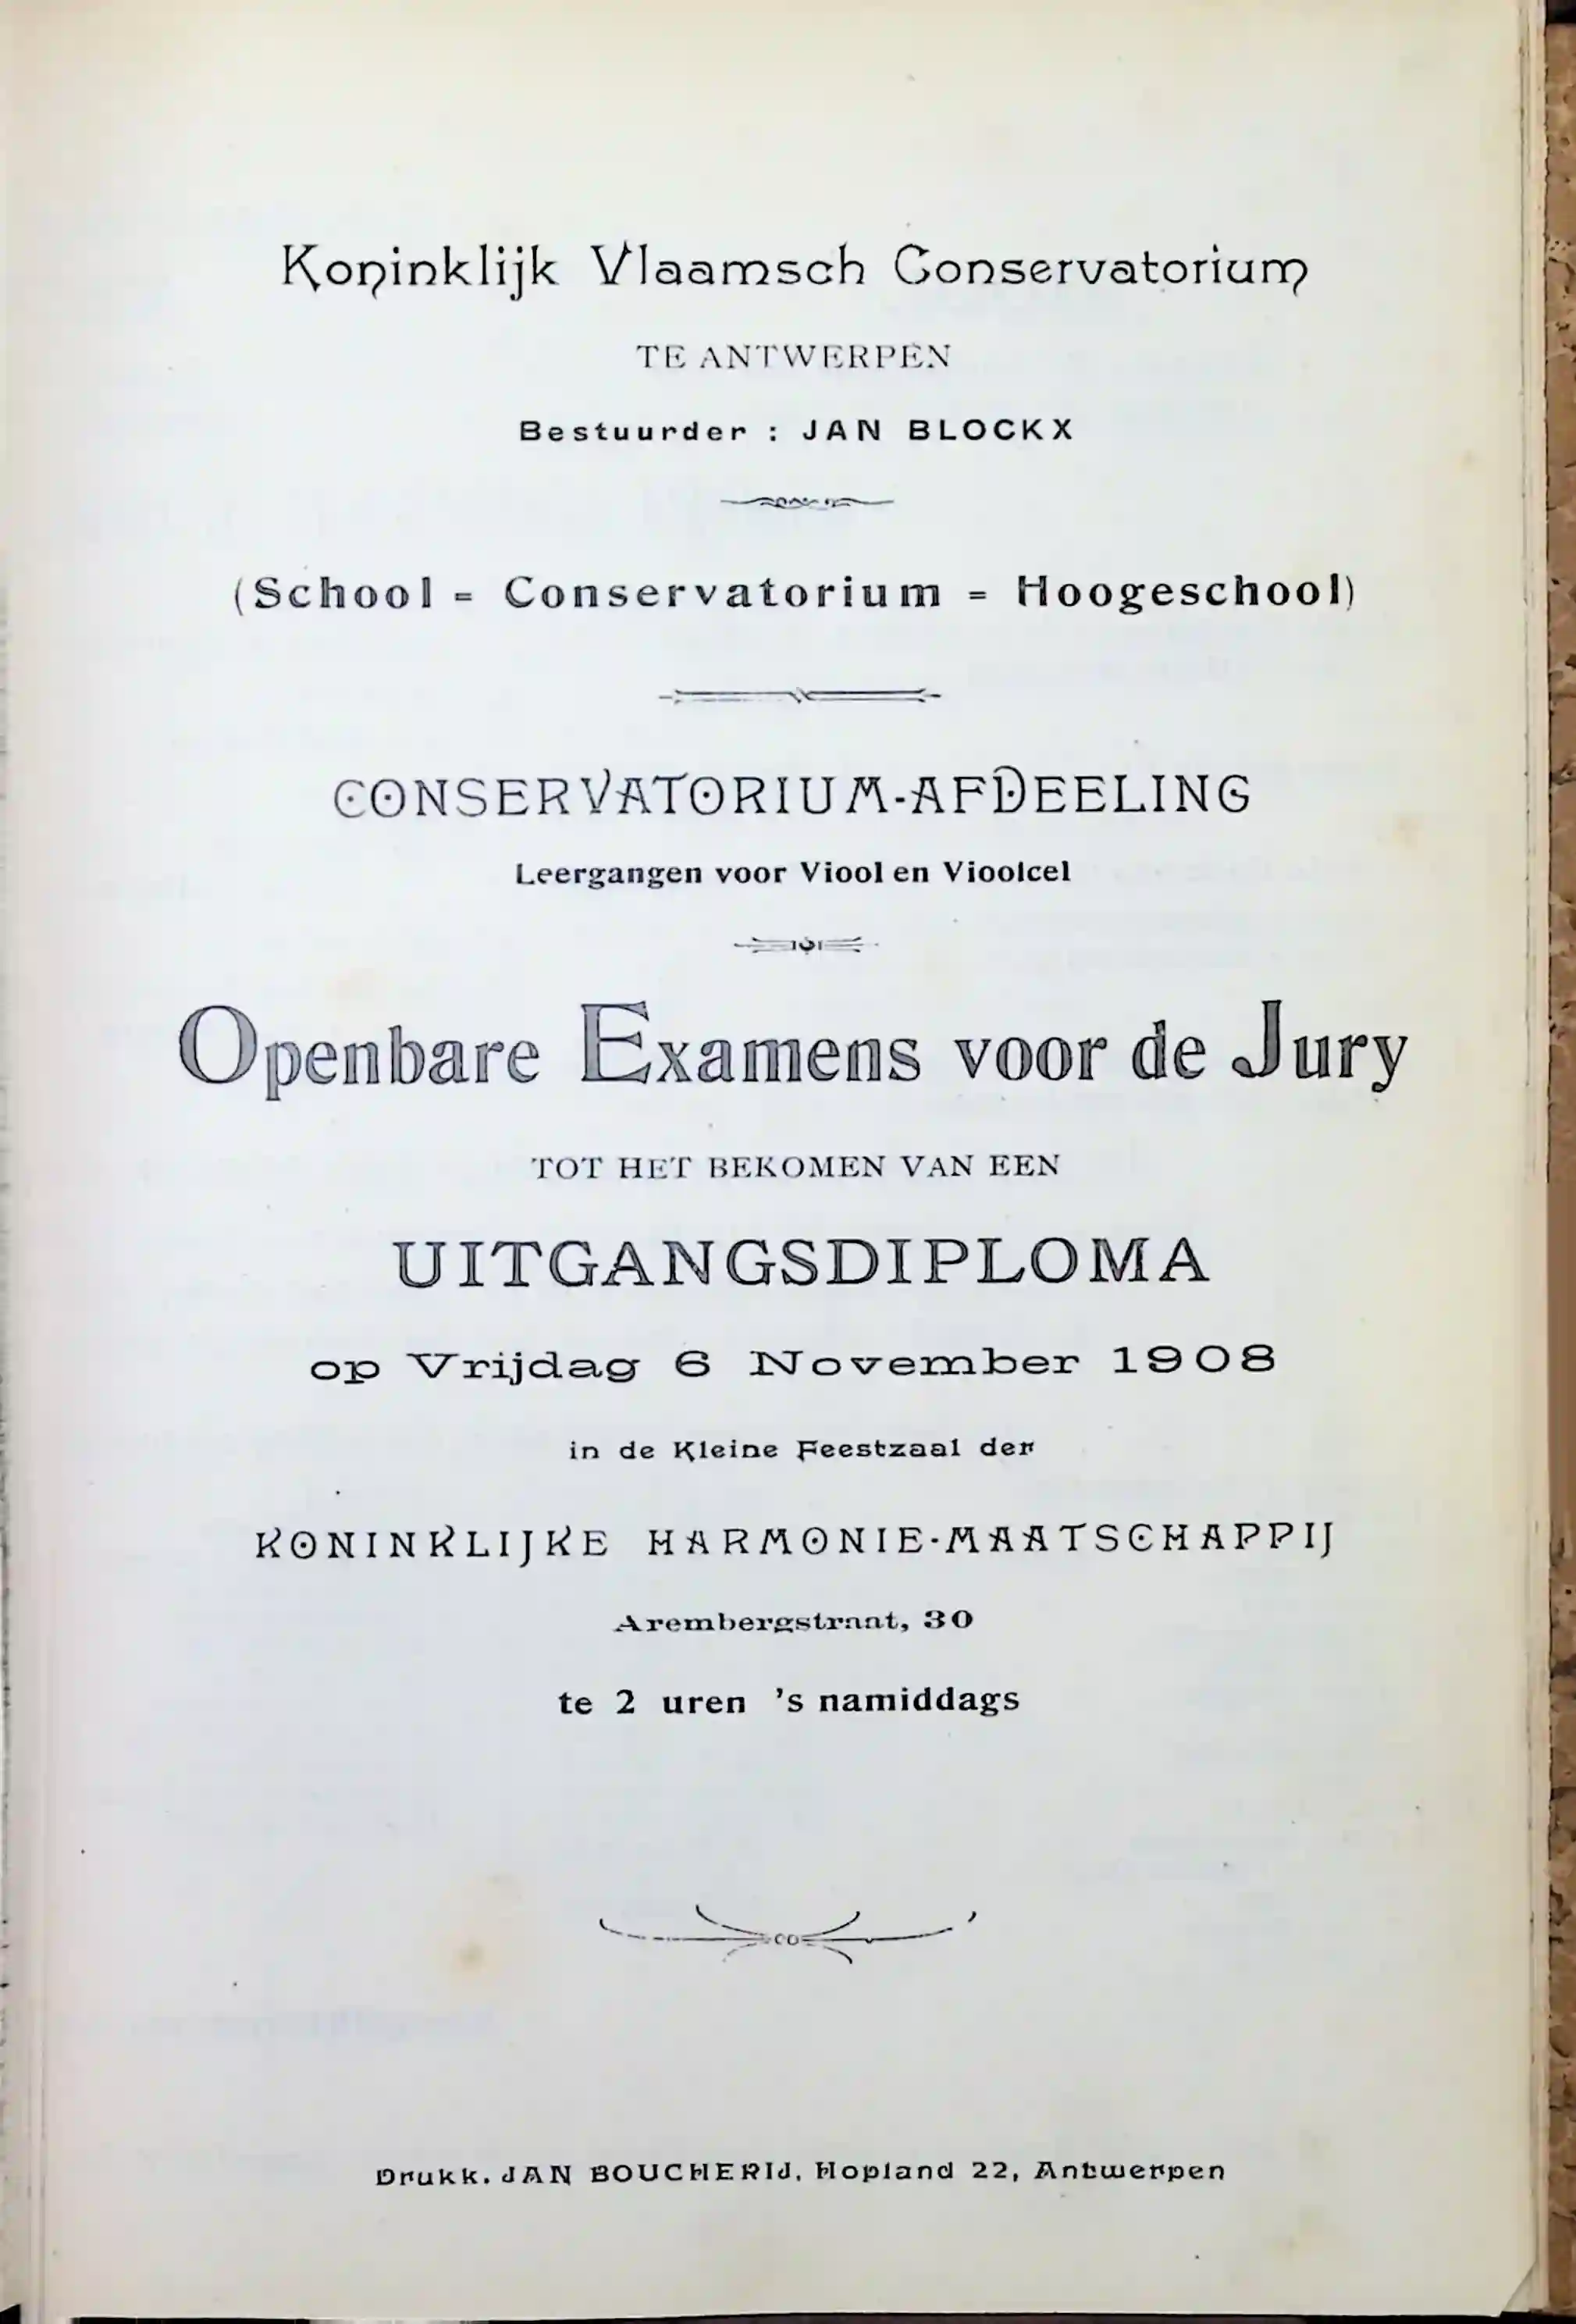 Koninklijk Vlaamsch Conservatorium
TE ANTWERPEN
Bestuurder : JAN BLOCKX
(School = Conservatorium = Hoogeschool)
CONSERVATORIUM-AFDEELING
Leergangen voor Viool en Vioolcel
Openbare Examens voor de Jury
TOT HET BEKOMEN VAN EEN
UITGANGSDIPLOMA
op Vrijdag 6 November 1908
in de Kleine Feestzaal der
KONINKLIJKE HARMONIE-MAATSCHAPPIJ
Arembergstraat, 30
te 2 uren 's namiddags
Drukk. JAN BOUCHERIJ, Hopland 22, Antwerpen